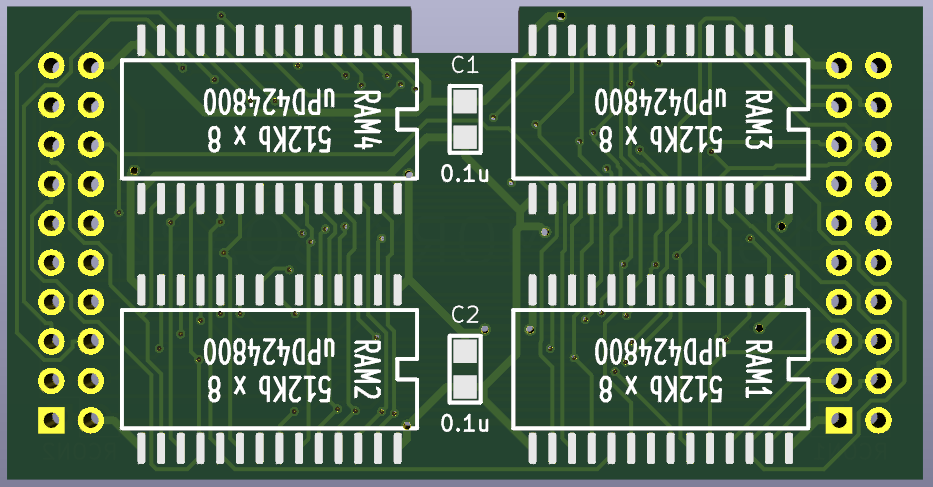 C1
RAM4
uPD424800
512Kb x 8
0.1u
RAM3
uPD424800
512Kb x 8
C2
RAM2
uPD424800
512Kb x 8
0.1u
RAM1
uPD424800
512Kb x 8